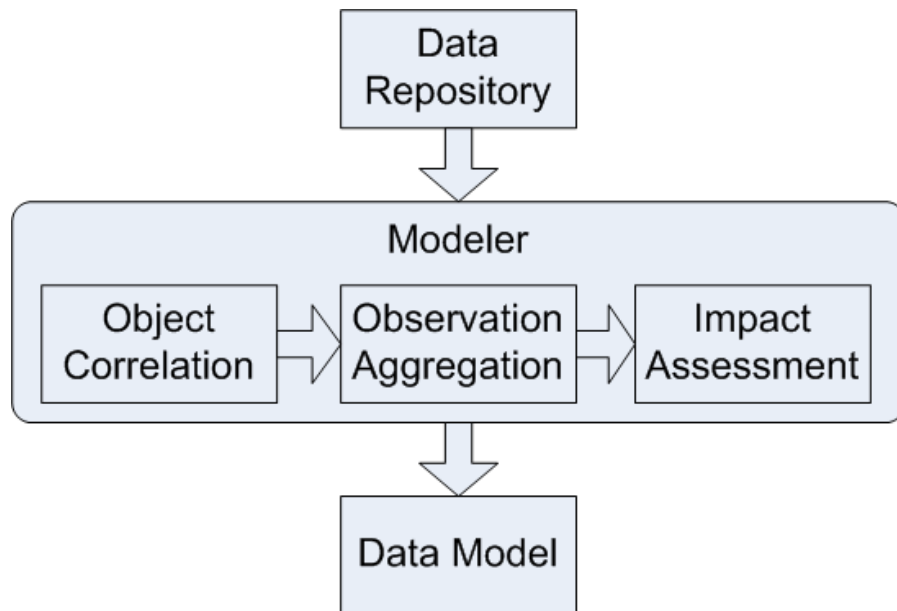 Data
Repository
Modeler
Object
Correlation
Observation
Aggregation
Impact
Assessment
Data Model